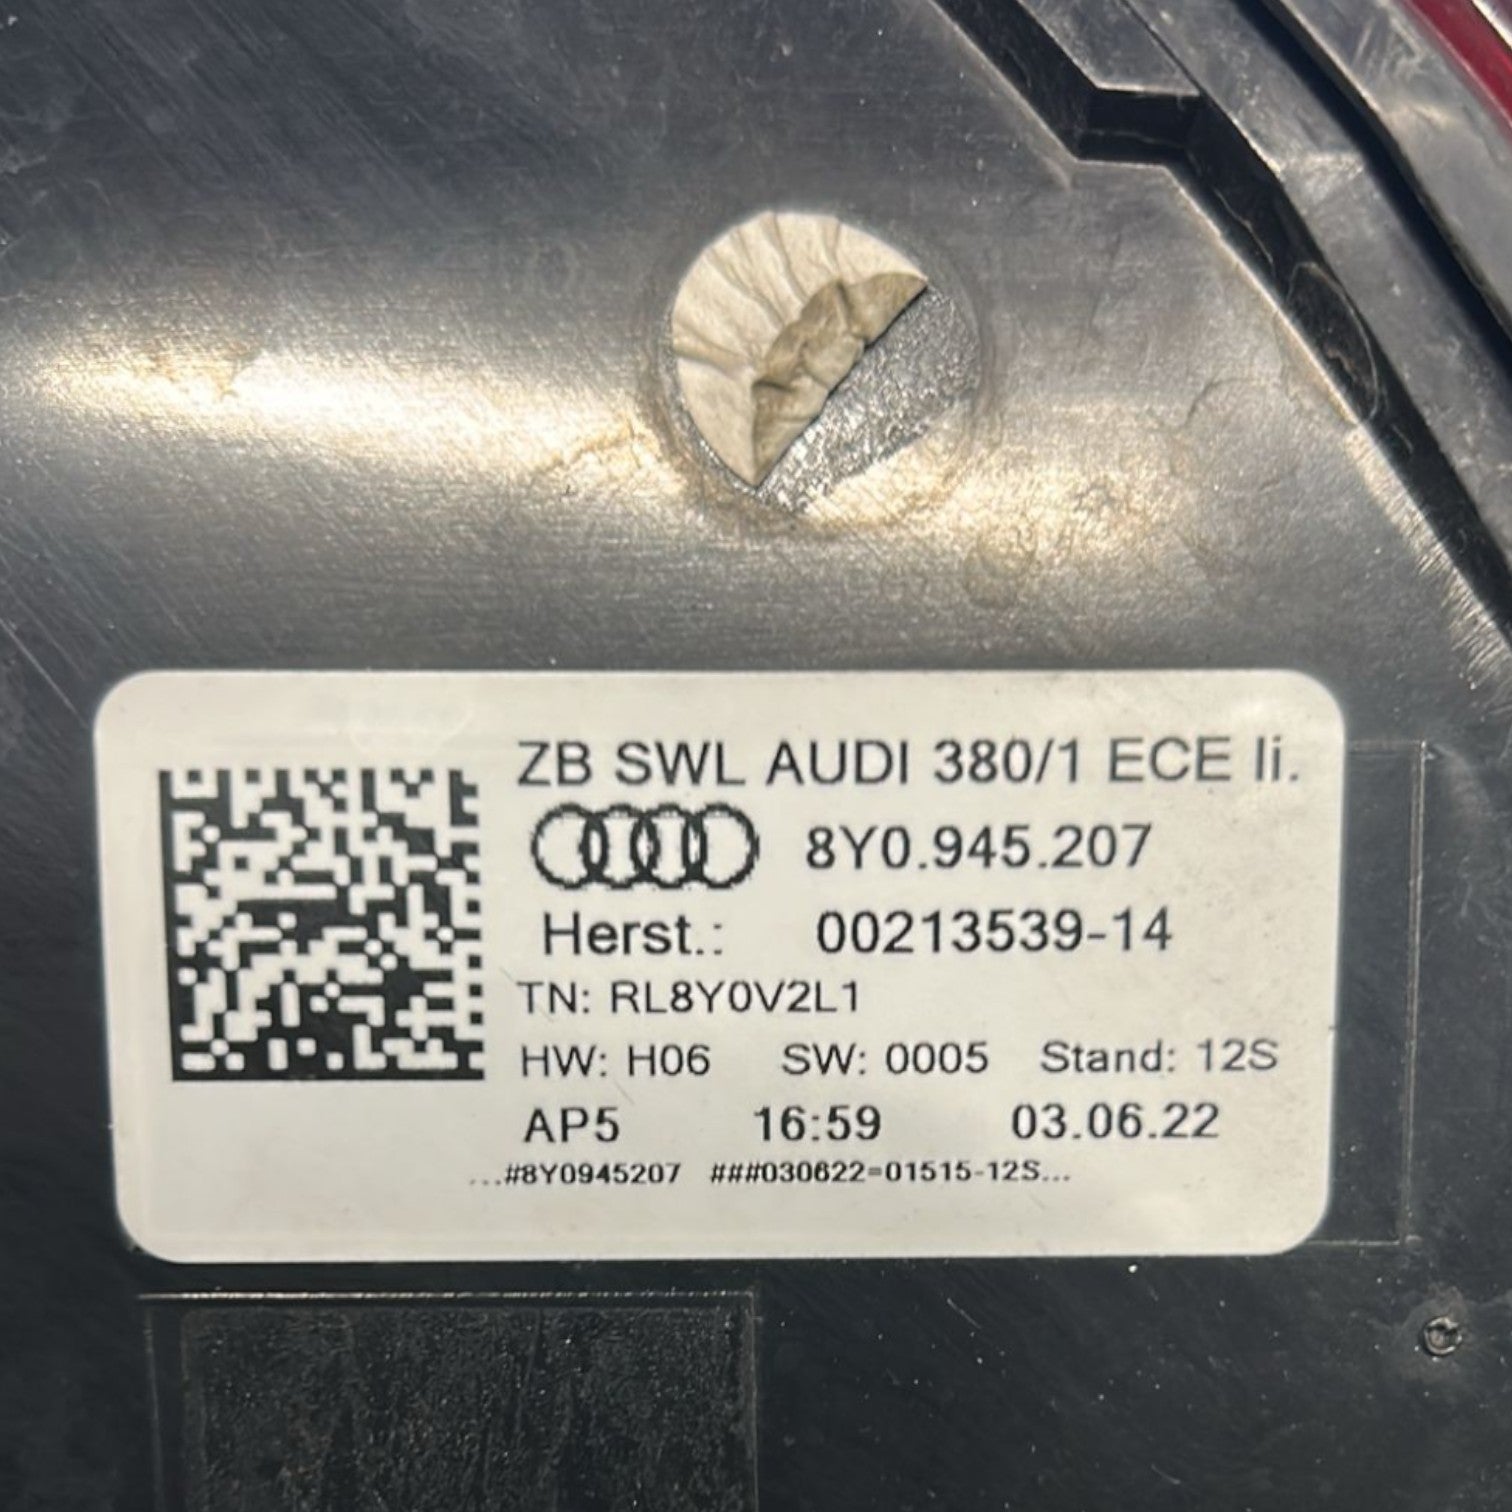 ZB SWL AUDI 380/1 ECE li.
8Y0.945.207
Herst.: 00213539-14
TN: RL8Y0V2L1
HW: H06 SW: 0005 Stand: 12S
AP5 16:59 03.06.22
...#8Y0945207 ###030622=01515-12S...